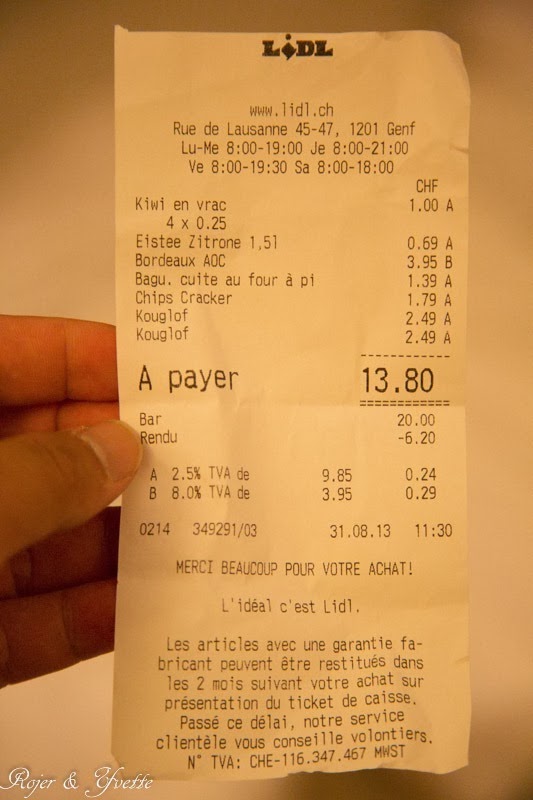 LIDL
www.lidl.ch
Rue de Lausanne 45-47, 1201 Genf
Lu-Me 8:00-19:00 Je 8:00-21:00
Ve 8:00-19:30 Sa 8:00-18:00
CHF
Kiwi en vrac 1.00 A
4 x 0.25
Eistee Zitrone 1,5l 0.69 A
Bordeaux AOC 3.95 B
Bagu. cuite au four à pi 1.39 A
Chips Cracker 1.79 A
Kouglof 2.49 A
Kouglof 2.49 A
A payer 13.80
Bar 20.00
Rendu -6.20
A 2.5% TVA de 9.85 0.24
B 8.0% TVA de 3.95 0.29
0214 349291/03 31.08.13 11:30
MERCI BEAUCOUP POUR VOTRE ACHAT!
L'idéal c'est Lidl.
Les articles avec une garantie fa-
bricant peuvent être restitués dans
les 2 mois suivant votre achat sur
présentation du ticket de caisse.
Passé ce délai, notre service
clientèle vous conseille volontiers.
N° TVA: CHE-116.347.467 MWST
Rojer & Yvette